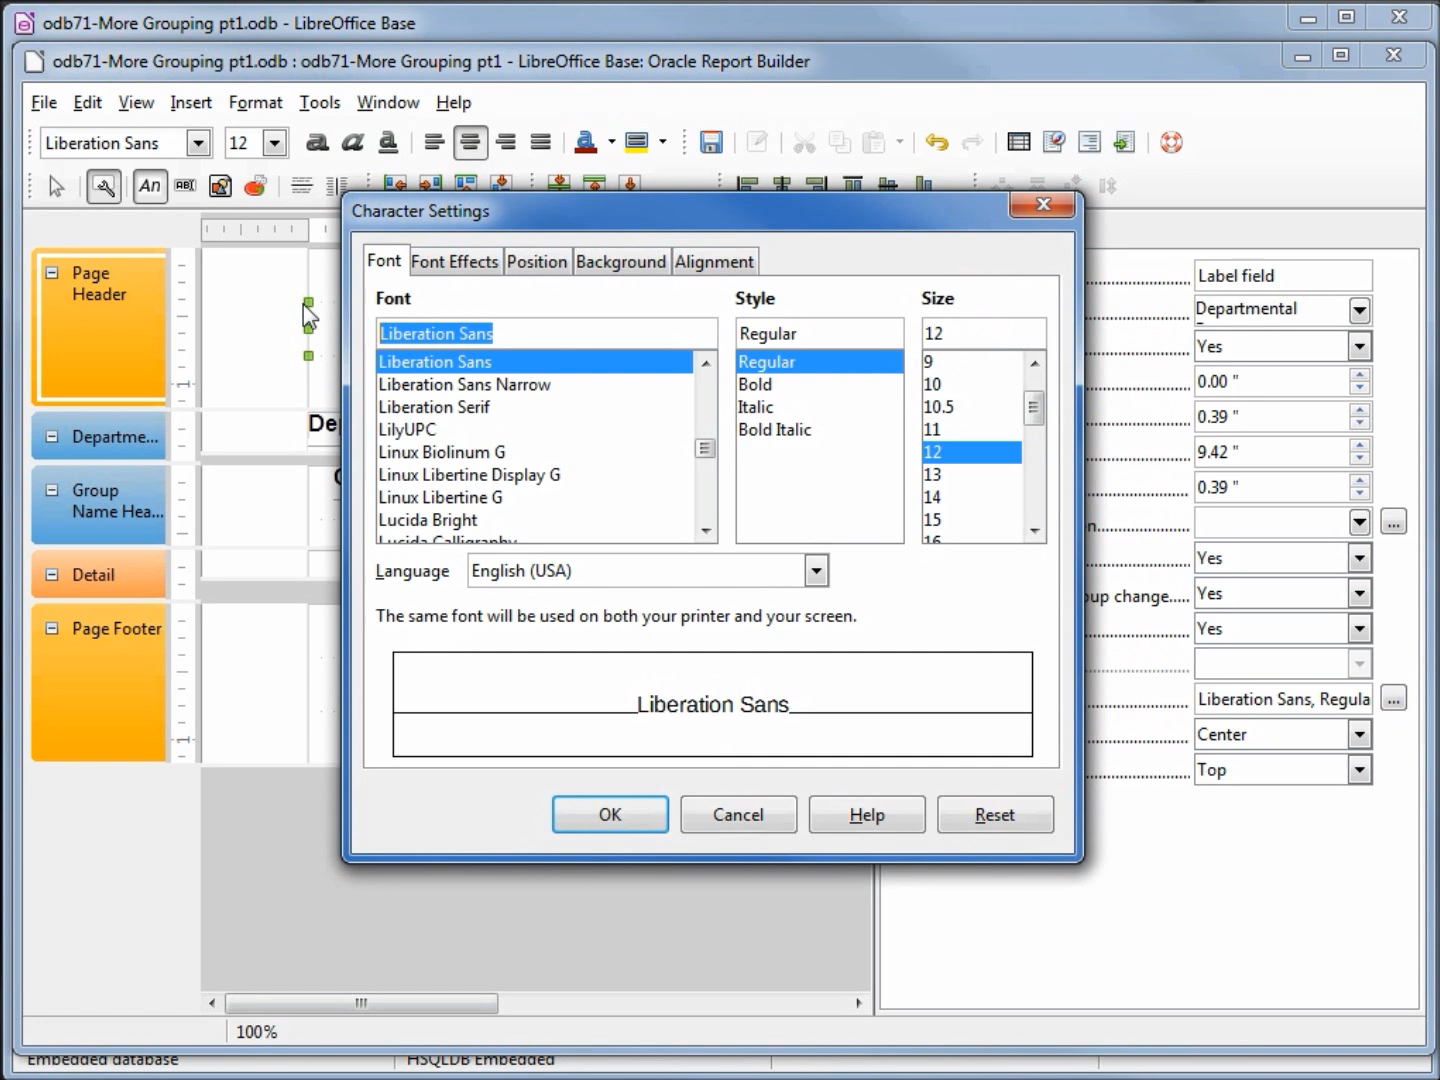 odb71-More Grouping pt1.odb - LibreOffice Base
odb71-More Grouping pt1.odb : odb71-More Grouping pt1 - LibreOffice Base: Oracle Report Builder
File Edit View Insert Format Tools Window Help
Liberation Sans 12
Character Settings
Font Font Effects Position Background Alignment
Font Style Size
Liberation Sans Regular 12
Liberation Sans Regular 9
Liberation Sans Narrow Bold 10
Liberation Serif Italic 10.5
LilyUPC Bold Italic 11
Linux Biolinum G 12
Linux Libertine Display G 13
Linux Libertine G 14
Lucida Bright 15
Lucida Calligraphy 16
Language English (USA)
The same font will be used on both your printer and your screen.
Liberation Sans
OK Cancel Help Reset
Page
Header
Departme...
Group
Name Hea...
Detail
Page Footer
Label field
Departmental
Yes
0.00 "
0.39 "
9.42 "
0.39 "
Yes
oup change..... Yes
Yes
Liberation Sans, Regula
Center
Top
100%
Embedded database HSQLDB Embedded